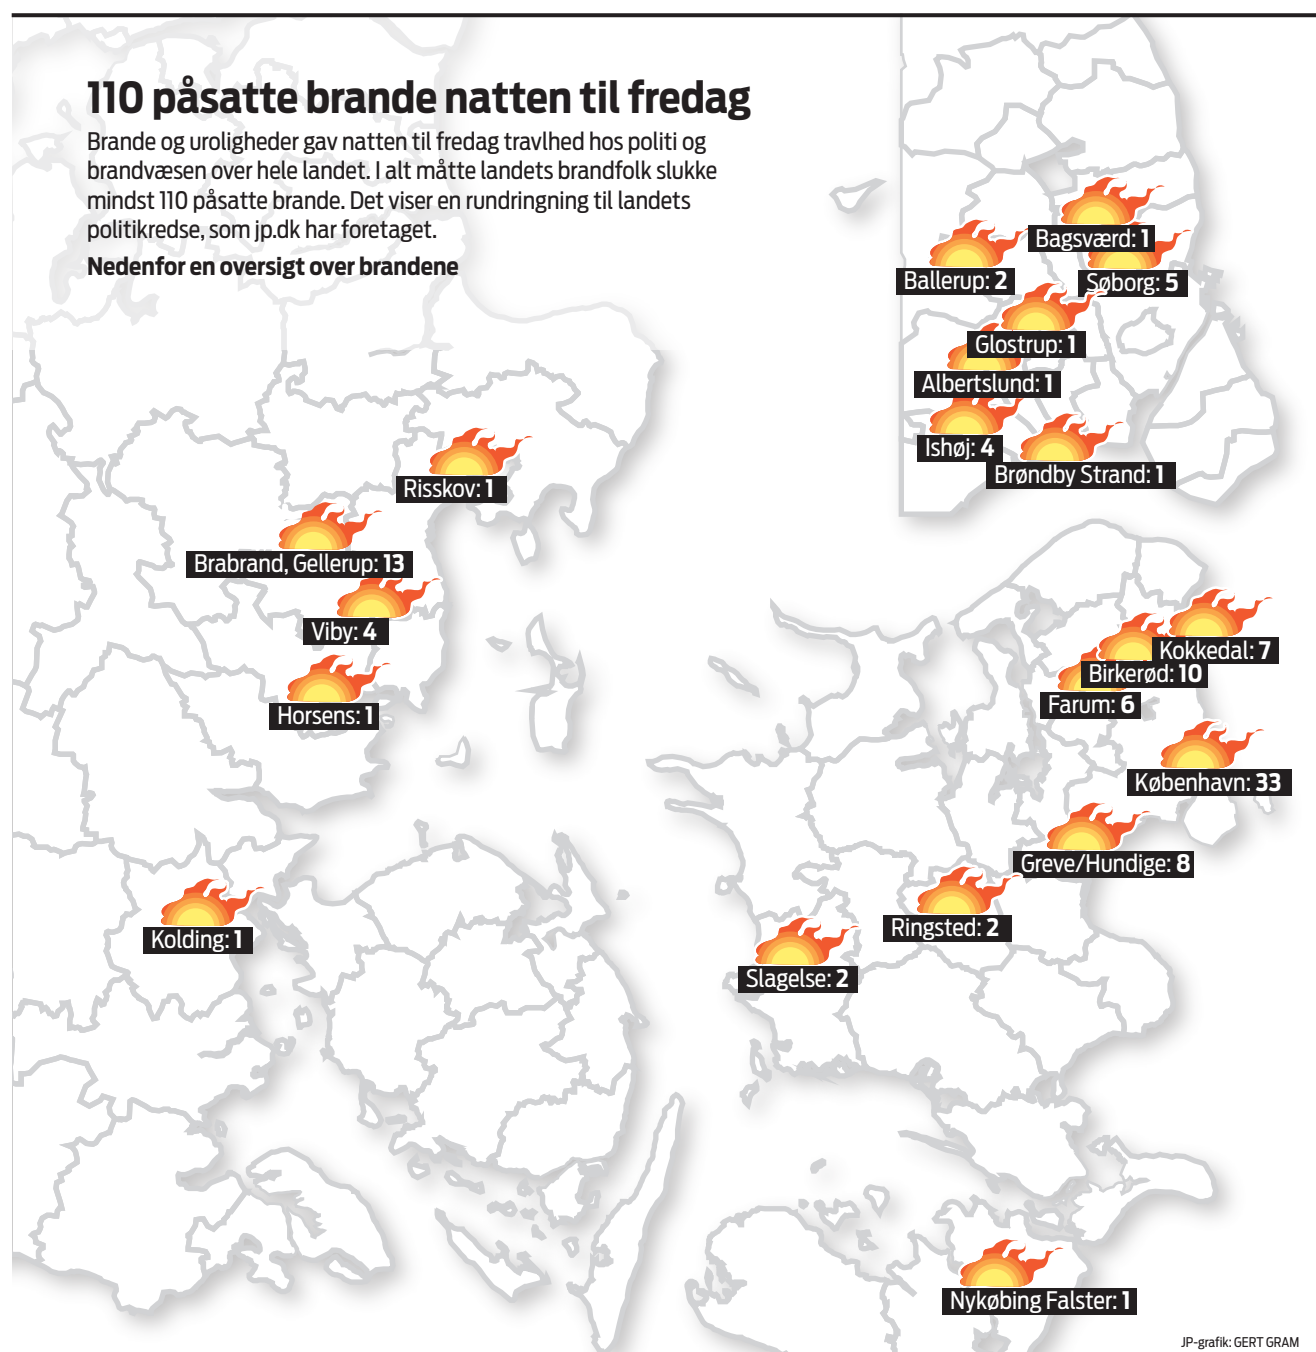 110 påsatte brande natten til fredag
Brande og uroligheder gav natten til fredag travlhed hos politi og
brandvæsen over hele landet. I alt måtte landets brandfolk slukke
mindst 110 påsatte brande. Det viser en rundringning til landets
politikredse, som jp.dk har foretaget.
Nedenfor en oversigt over brandene
Bagsværd: 1
Ballerup: 2
Søborg: 5
Glostrup: 1
Albertslund: 1
Ishøj: 4
Brøndby Strand: 1
Risskov: 1
Brabrand, Gellerup: 13
Viby: 4
Horsens: 1
Kolding: 1
Kokkedal: 7
Birkerød: 10
Farum: 6
København: 33
Greve/Hundige: 8
Ringsted: 2
Slagelse: 2
Nykøbing Falster: 1
JP-grafik: GERT GRAM